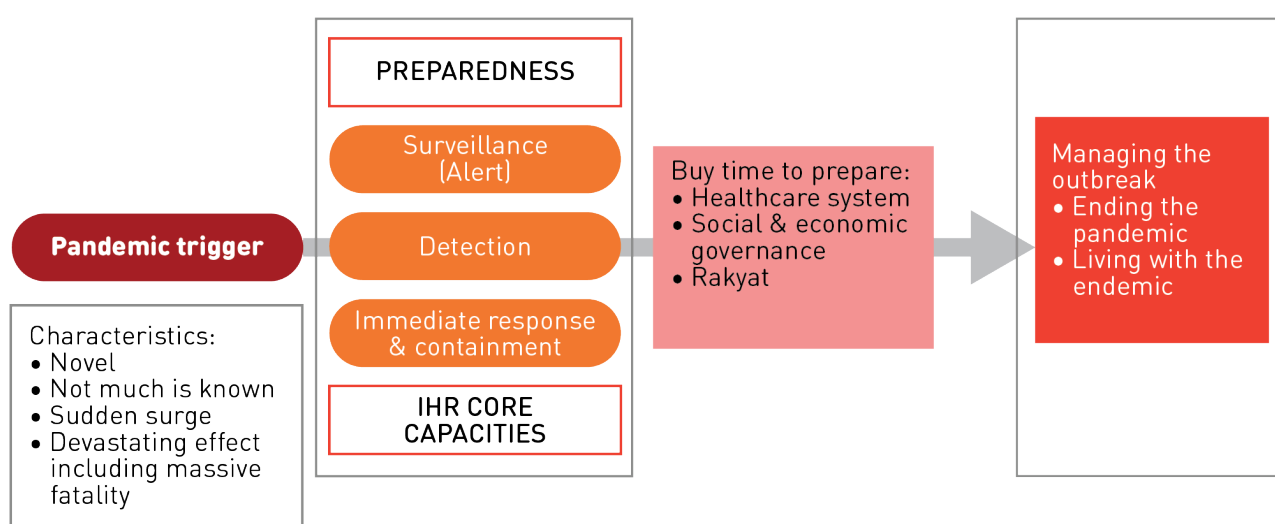 Pandemic trigger
Characteristics:
• Novel
• Not much is known
• Sudden surge
• Devastating effect
including massive
fatality
PREPAREDNESS
Surveillance
(Alert)
Detection
Immediate response
& containment
IHR CORE
CAPACITIES
Buy time to prepare:
• Healthcare system
• Social & economic
governance
• Rakyat
Managing the
outbreak
• Ending the
pandemic
• Living with the
endemic